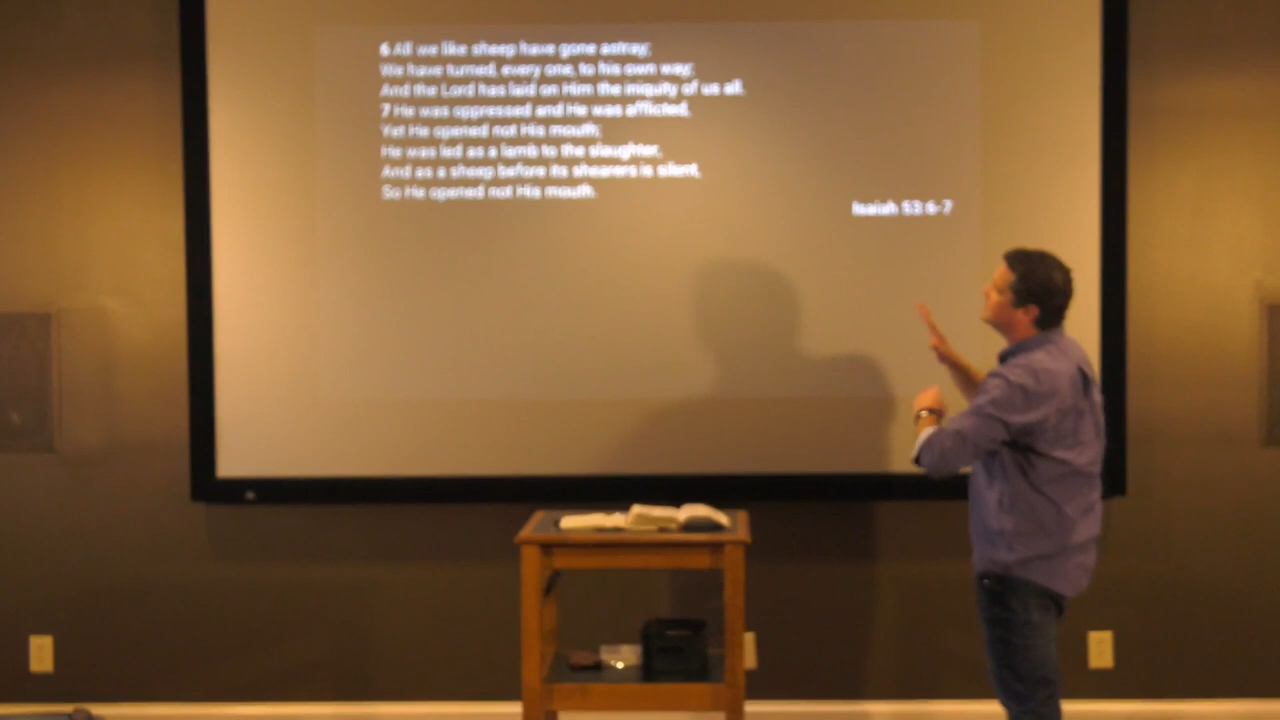 6 All we like sheep have gone astray;
We have turned, every one, to his own way;
And the Lord has laid on Him the iniquity of us all.
7 He was oppressed and He was afflicted,
Yet He opened not His mouth;
He was led as a lamb to the slaughter,
And as a sheep before its shearers is silent,
So He opened not His mouth.
Isaiah 53:6-7